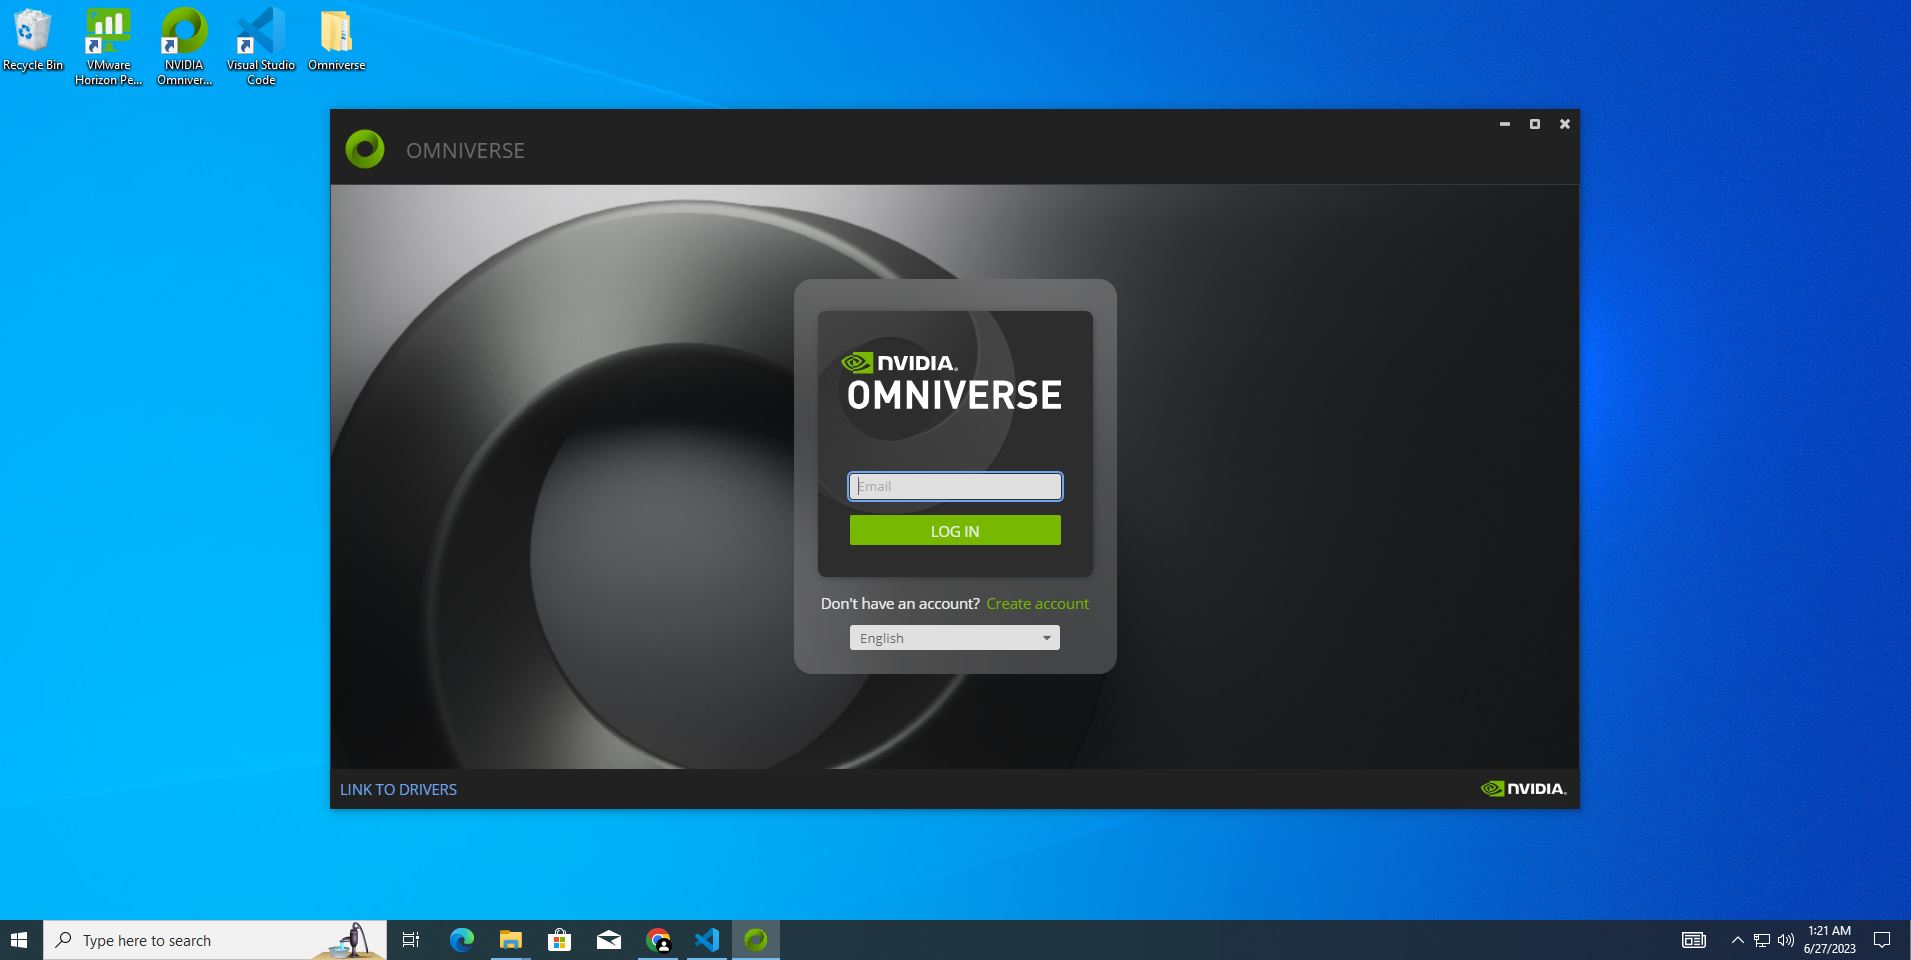 Recycle Bin
VMware
Horizon Pe...
NVIDIA
Omniver...
Visual Studio
Code
Omniverse
OMNIVERSE
NVIDIA.
OMNIVERSE
Email
LOG IN
Don't have an account? Create account
English
LINK TO DRIVERS
NVIDIA.
Type here to search
1:21 AM
6/27/2023